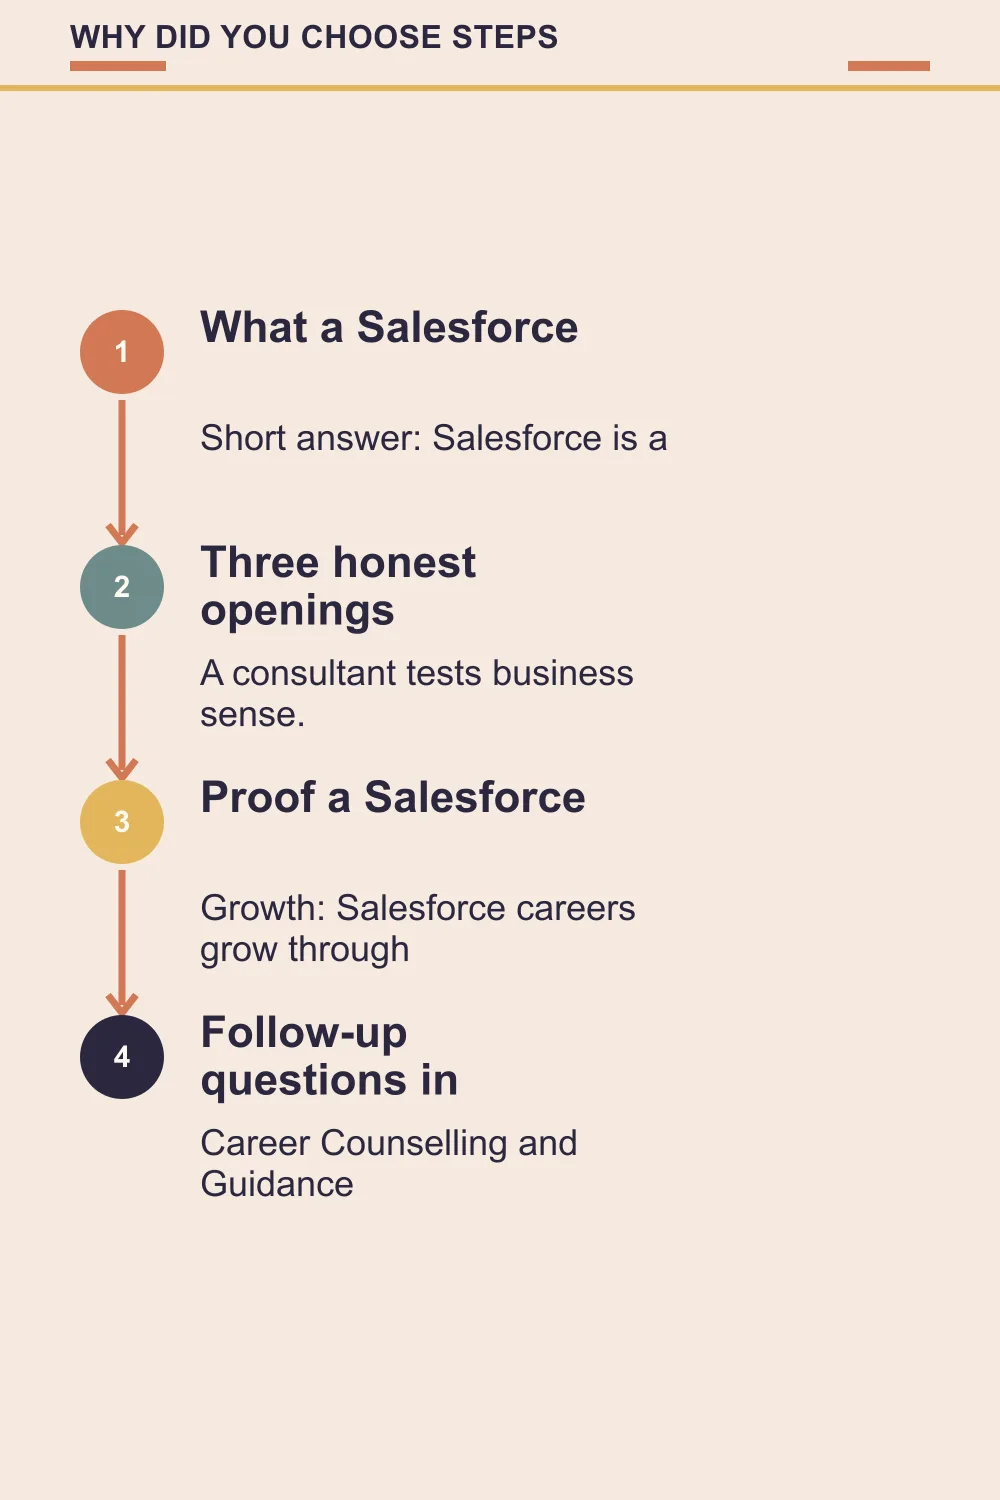 WHY DID YOU CHOOSE STEPS
1
What a Salesforce
Short answer: Salesforce is a
2
Three honest
openings
A consultant tests business
sense.
3
Proof a Salesforce
Growth: Salesforce careers
grow through
4
Follow-up
questions in
Career Counselling and
Guidance